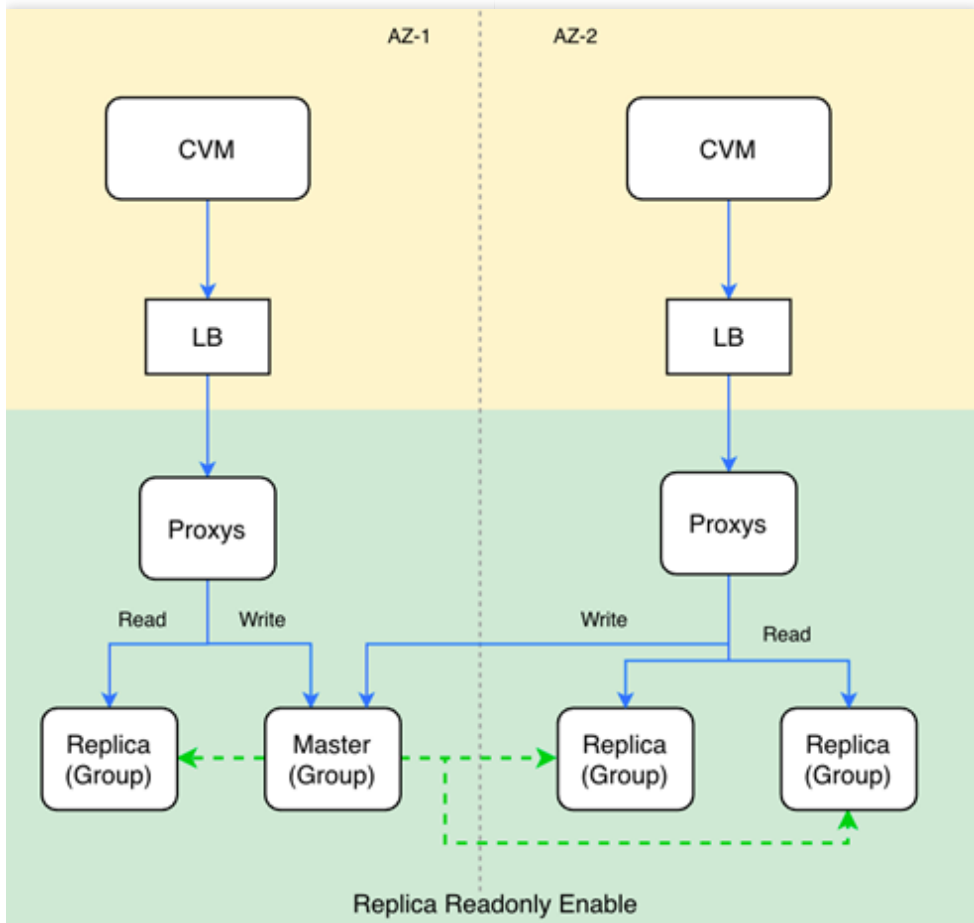 AZ-1
AZ-2
CVM
CVM
LB
LB
Proxys
Proxys
Read
Write
Write
Read
Replica
(Group)
Master
(Group)
Replica
(Group)
Replica
(Group)
Replica Readonly Enable